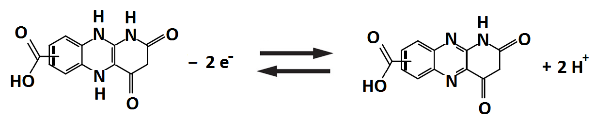 H H
N N O
O
HO N
H O
− 2 e⁻
N H
N O
O
HO N
O
+ 2 H⁺